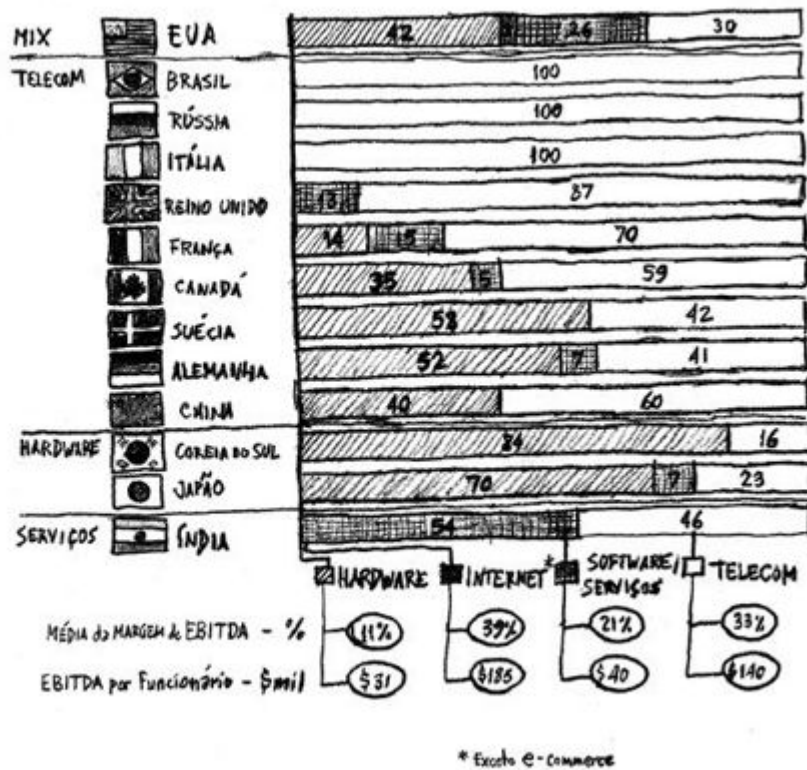 MIX EUA 42 26 30
TELECOM BRASIL 100
RÚSSIA 100
ITÁLIA 100
REINO UNIDO 13 87
FRANÇA 14 15 70
CANADÁ 35 5 59
SUÉCIA 58 42
ALEMANHA 52 7 41
CHINA 40 60
HARDWARE COREIA DO SUL 84 16
JAPÃO 70 7 23
SERVIÇOS ÍNDIA 54 46
HARDWARE INTERNET* SOFTWARE/ TELECOM
SERVIÇOS
MÉDIA da MARGEM de EBITDA - % 11% 39% 21% 33%
EBITDA por Funcionário - $mil $31 $185 $40 $140
* Exceto e-commerce